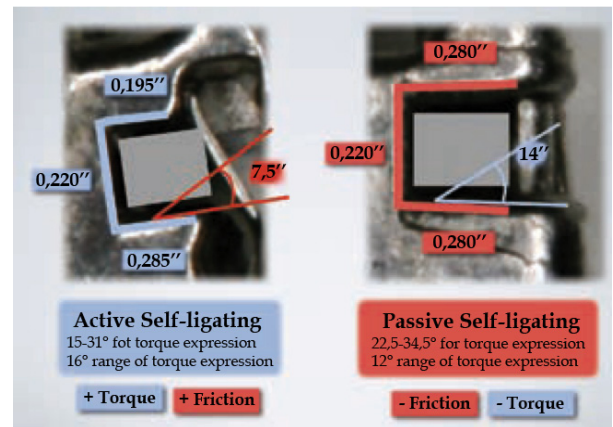 0,195′′
0,220′′
7,5′′
0,285′′
Active Self-ligating
15-31° fot torque expression
16° range of torque expression
+ Torque
+ Friction
0,280′′
0,220′′
14′′
0,280′′
Passive Self-ligating
22,5-34,5° for torque expression
12° range of torque expression
- Friction
- Torque